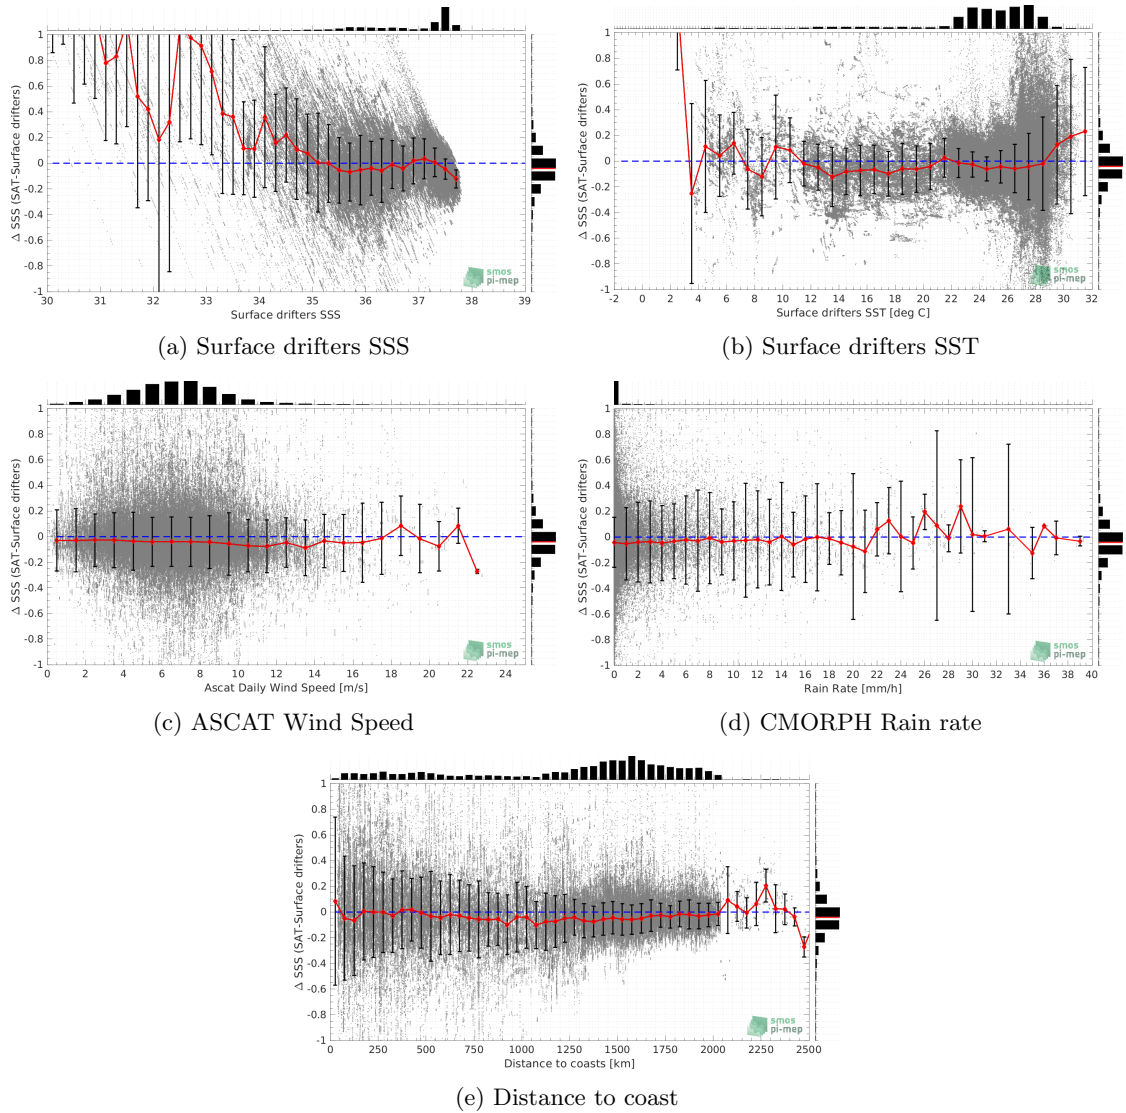 1
0.8
0.6
0.4
0.2
0
-0.2
-0.4
-0.6
-0.8
-1
Δ SSS (SAT-Surface drifters)
30 31 32 33 34 35 36 37 38 39
Surface drifters SSS
smos
pi-mep
(a) Surface drifters SSS
1
0.8
0.6
0.4
0.2
0
-0.2
-0.4
-0.6
-0.8
-1
Δ SSS (SAT-Surface drifters)
-2 0 2 4 6 8 10 12 14 16 18 20 22 24 26 28 30 32
Surface drifters SST [deg C]
smos
pi-mep
(b) Surface drifters SST
1
0.8
0.6
0.4
0.2
0
-0.2
-0.4
-0.6
-0.8
-1
Δ SSS (SAT-Surface drifters)
0 2 4 6 8 10 12 14 16 18 20 22 24
Ascat Daily Wind Speed [m/s]
smos
pi-mep
(c) ASCAT Wind Speed
1
0.8
0.6
0.4
0.2
0
-0.2
-0.4
-0.6
-0.8
-1
Δ SSS (SAT-Surface drifters)
0 2 4 6 8 10 12 14 16 18 20 22 24 26 28 30 32 34 36 38 40
Rain Rate [mm/h]
smos
pi-mep
(d) CMORPH Rain rate
1
0.8
0.6
0.4
0.2
0
-0.2
-0.4
-0.6
-0.8
-1
Δ SSS (SAT-Surface drifters)
0 250 500 750 1000 1250 1500 1750 2000 2250 2500
Distance to coasts [km]
smos
pi-mep
(e) Distance to coast